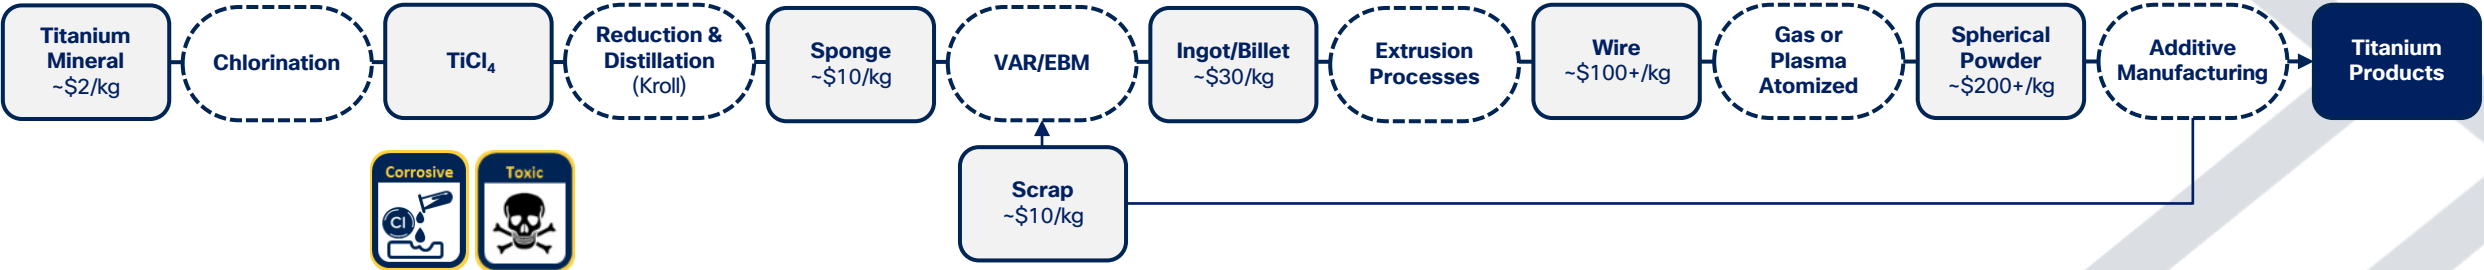 Titanium
Mineral
~$2/kg
Chlorination
TiCl₄
Reduction &
Distillation
(Kroll)
Sponge
~$10/kg
VAR/EBM
Ingot/Billet
~$30/kg
Extrusion
Processes
Wire
~$100+/kg
Gas or
Plasma
Atomized
Spherical
Powder
~$200+/kg
Additive
Manufacturing
Titanium
Products
Corrosive
Cl
Toxic
Scrap
~$10/kg